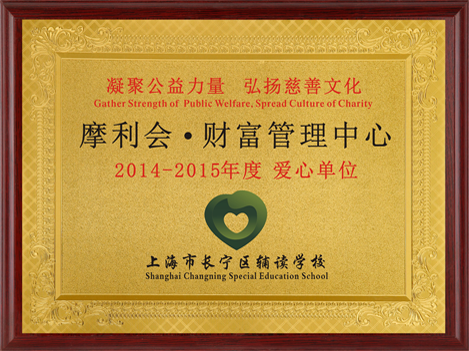 凝聚公益力量 弘扬慈善文化
Gather Strength of Public Welfare, Spread Culture of Charity
摩利会·财富管理中心
2014-2015年度 爱心单位
上海市长宁区辅读学校
Shanghai Changning Special Education School